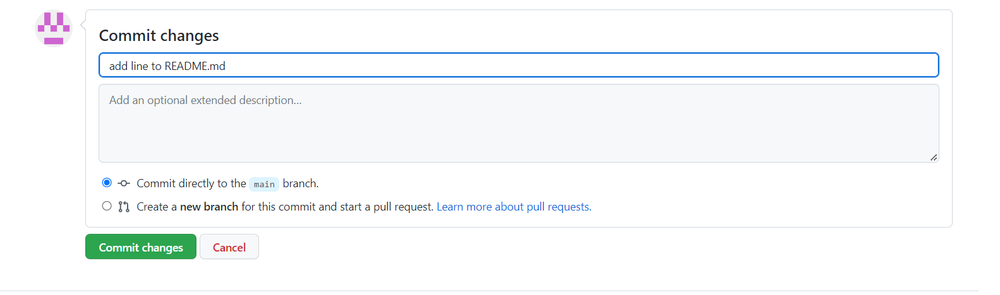 Commit changes
add line to README.md
Add an optional extended description...
Commit directly to the main branch.
Create a new branch for this commit and start a pull request. Learn more about pull requests.
Commit changes Cancel